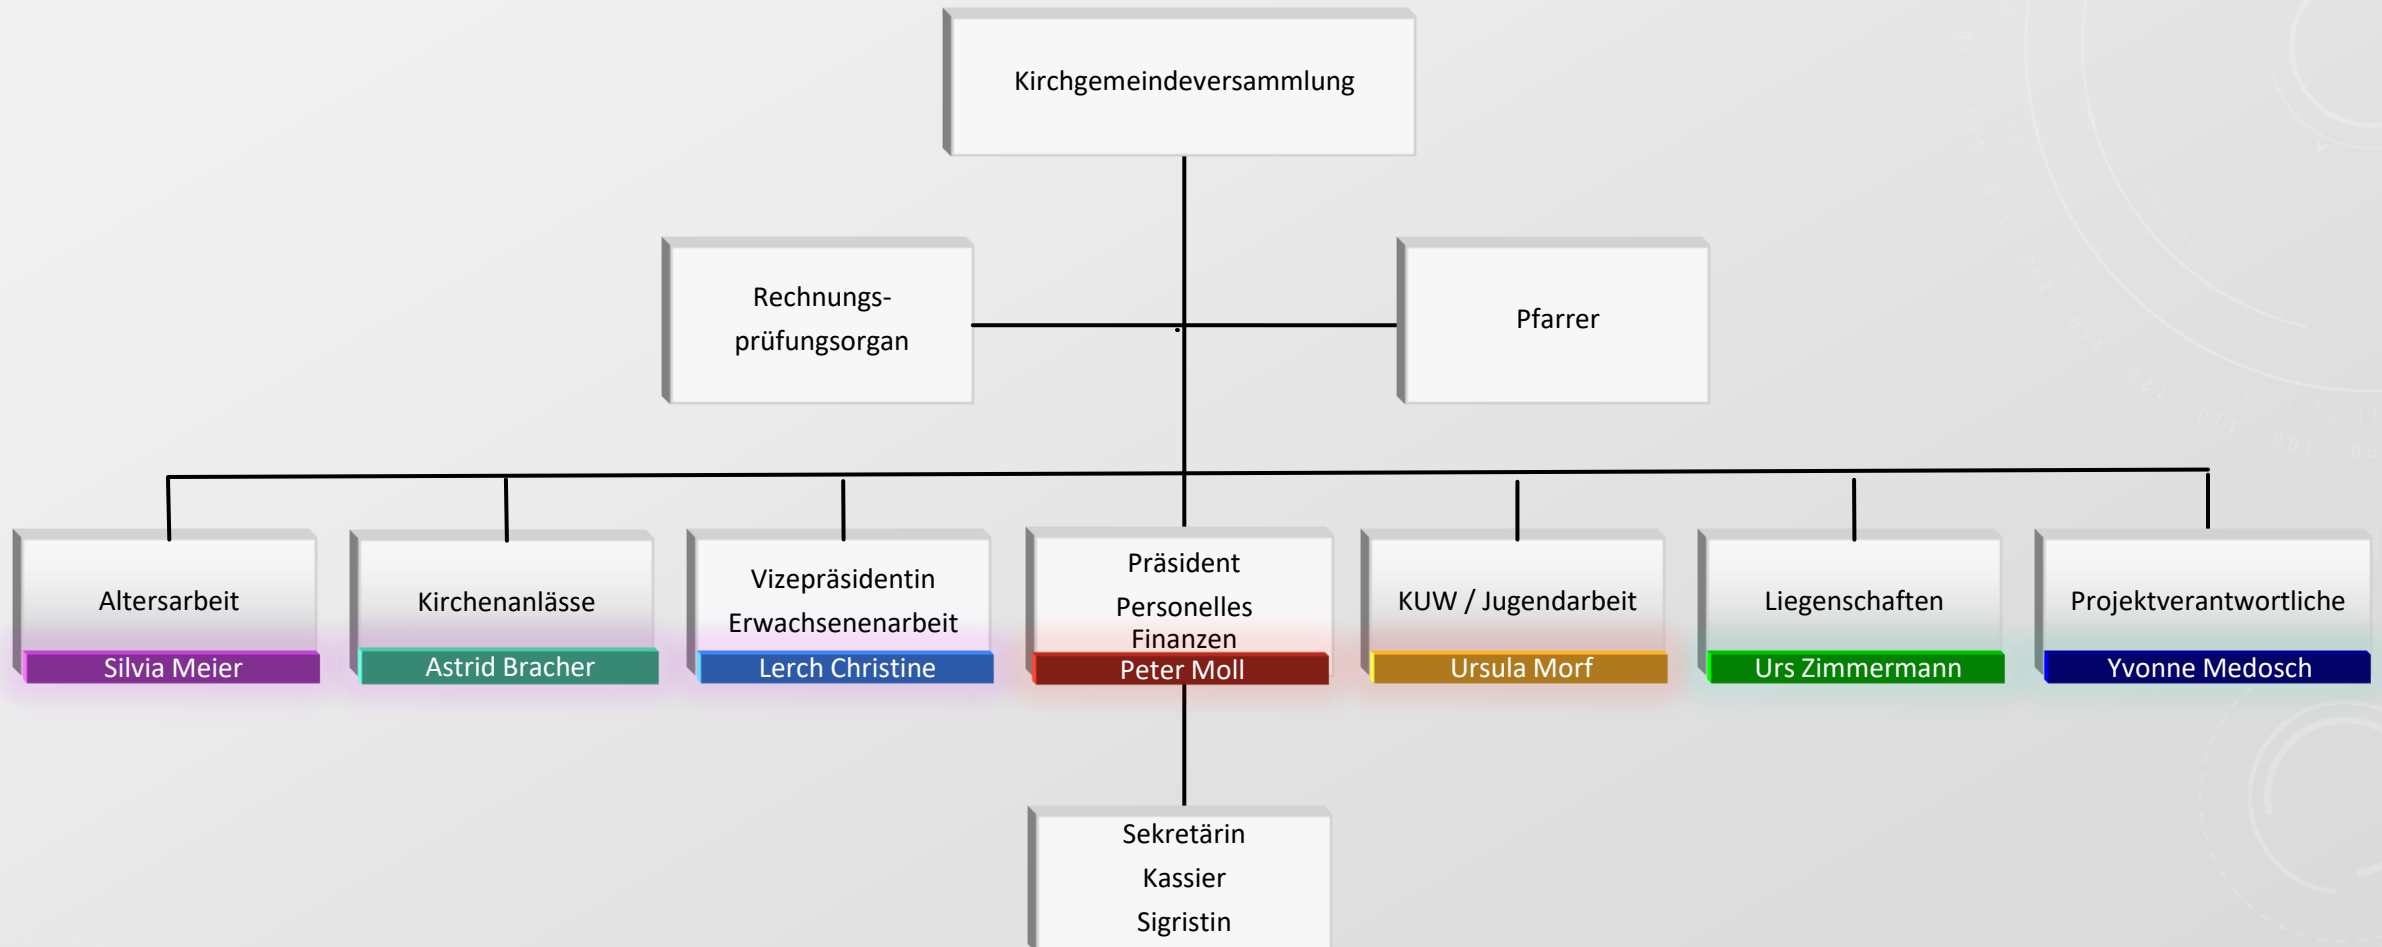 Kirchgemeindeversammlung
Rechnungs-
prüfungsorgan
Pfarrer
Altersarbeit
Silvia Meier
Kirchenanlässe
Astrid Bracher
Vizepräsidentin
Erwachsenenarbeit
Lerch Christine
Präsident
Personelles
Finanzen
Peter Moll
KUW / Jugendarbeit
Ursula Morf
Liegenschaften
Urs Zimmermann
Projektverantwortliche
Yvonne Medosch
Sekretärin
Kassier
Sigristin